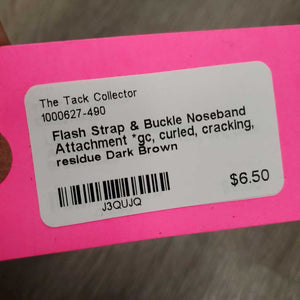 The Tack Collector
1000627-490
Flash Strap & Buckle Noseband
Attachment *gc, curled, cracking,
residue Dark Brown
$6.50
J3QUJQ